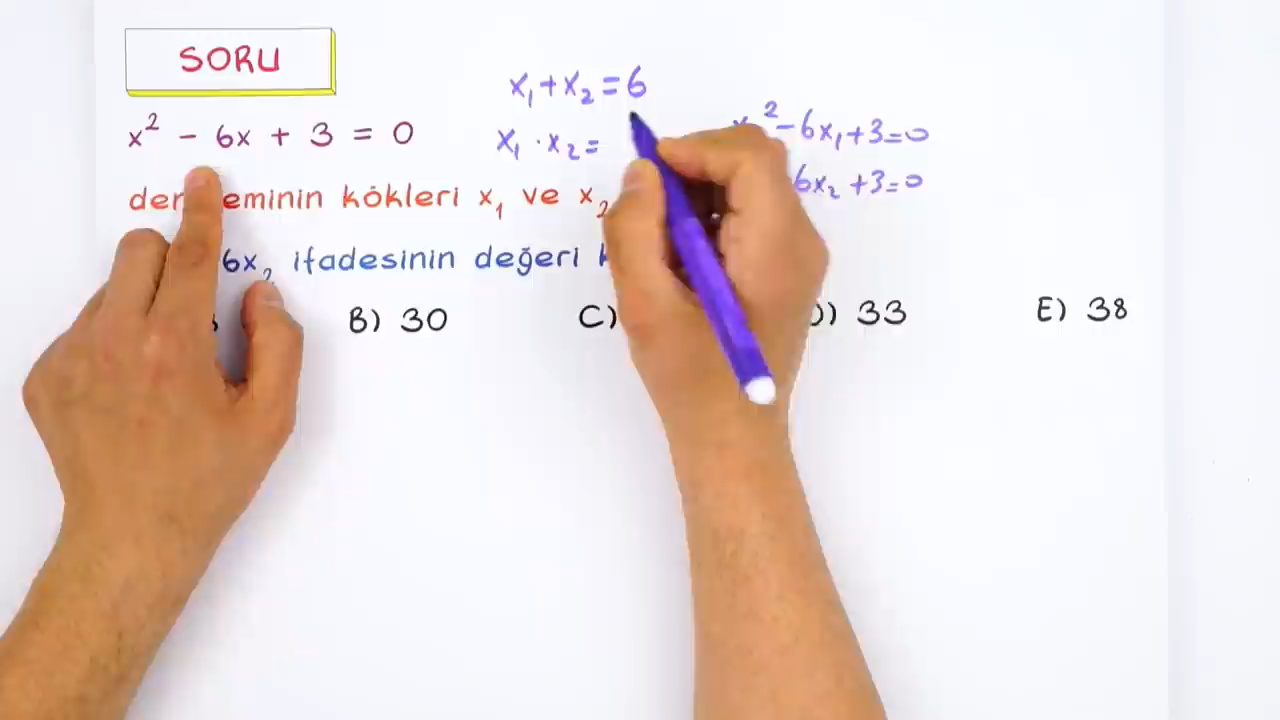 SORU
x² - 6x + 3 = 0
x₁ + x₂ = 6
x₁ · x₂ =
² - 6x₁ + 3 = 0
6x₂ + 3 = 0
kökleri x₁ ve x₂
6x₂ ifadesinin değeri
B) 30
C)
D) 33
E) 38